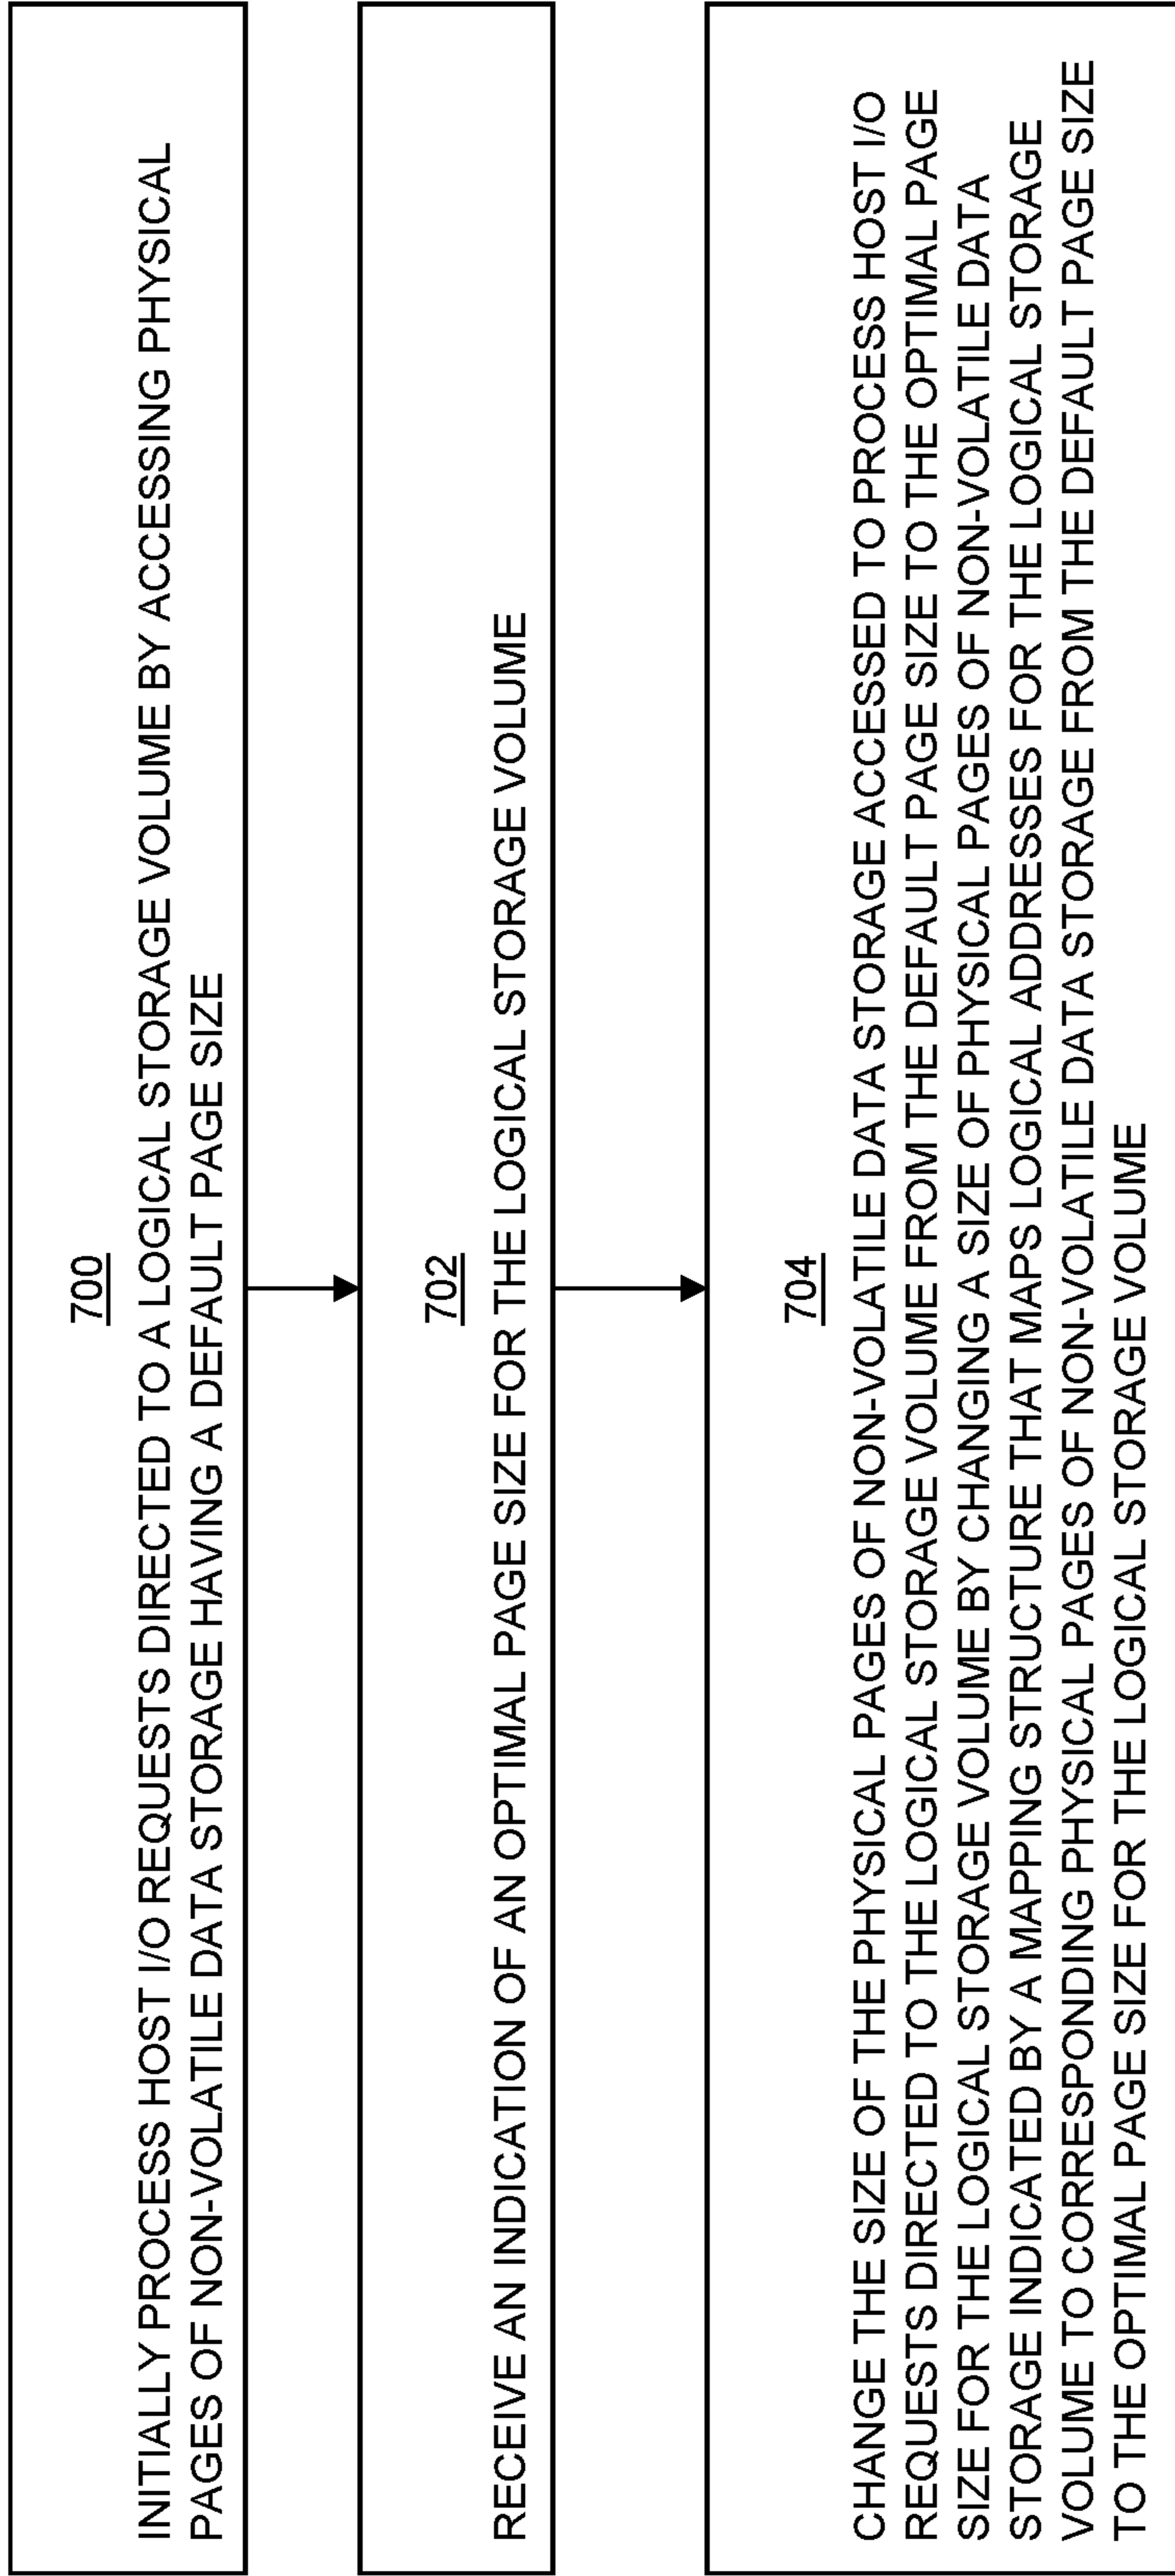 700
INITIALLY PROCESS HOST I/O REQUESTS DIRECTED TO A LOGICAL STORAGE VOLUME BY ACCESSING PHYSICAL
PAGES OF NON-VOLATILE DATA STORAGE HAVING A DEFAULT PAGE SIZE
702
RECEIVE AN INDICATION OF AN OPTIMAL PAGE SIZE FOR THE LOGICAL STORAGE VOLUME
704
CHANGE THE SIZE OF THE PHYSICAL PAGES OF NON-VOLATILE DATA STORAGE ACCESSED TO PROCESS HOST I/O
REQUESTS DIRECTED TO THE LOGICAL STORAGE VOLUME FROM THE DEFAULT PAGE SIZE TO THE OPTIMAL PAGE
SIZE FOR THE LOGICAL STORAGE VOLUME BY CHANGING A SIZE OF PHYSICAL PAGES OF NON-VOLATILE DATA
STORAGE INDICATED BY A MAPPING STRUCTURE THAT MAPS LOGICAL ADDRESSES FOR THE LOGICAL STORAGE
VOLUME TO CORRESPONDING PHYSICAL PAGES OF NON-VOLATILE DATA STORAGE FROM THE DEFAULT PAGE SIZE
TO THE OPTIMAL PAGE SIZE FOR THE LOGICAL STORAGE VOLUME